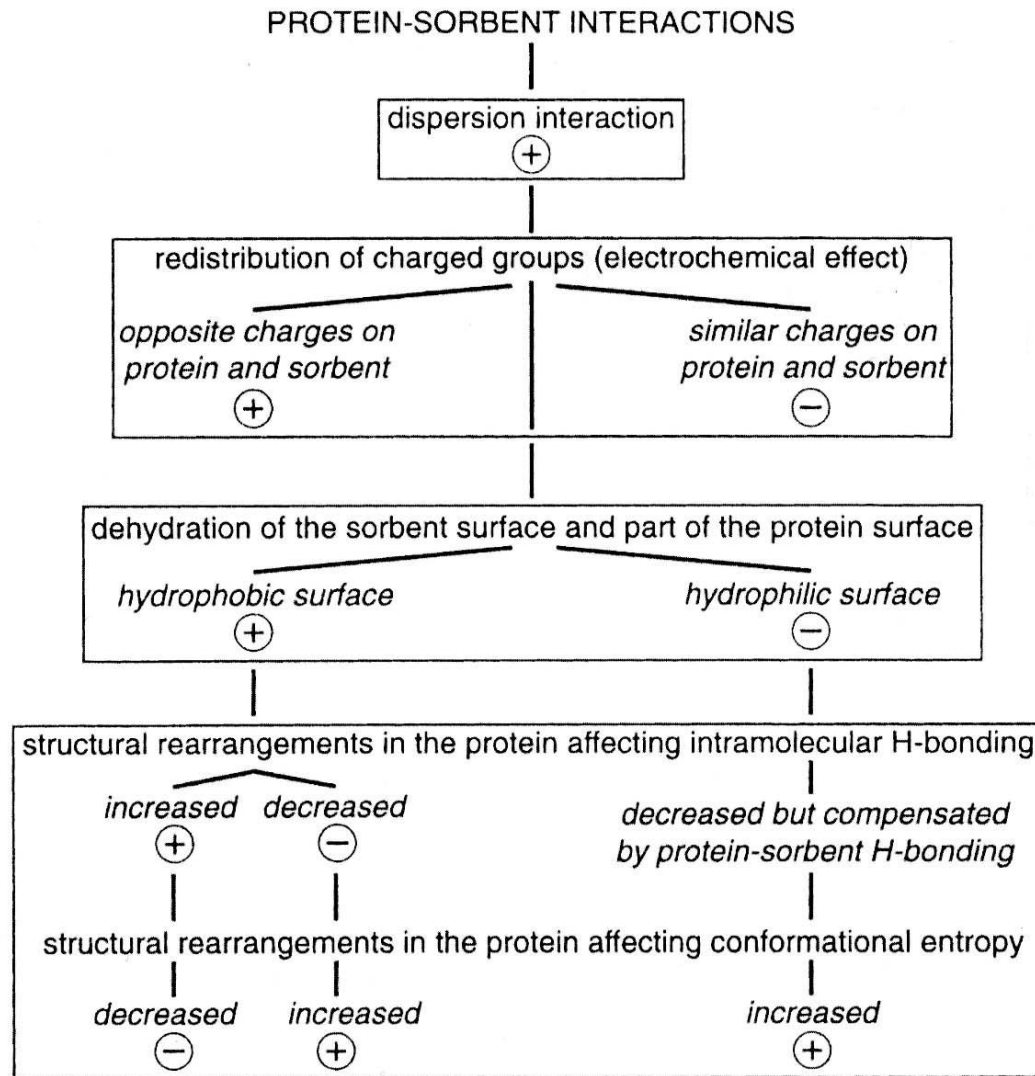 PROTEIN-SORBENT INTERACTIONS
dispersion interaction
+
redistribution of charged groups (electrochemical effect)
opposite charges on
protein and sorbent
+
similar charges on
protein and sorbent
−
dehydration of the sorbent surface and part of the protein surface
hydrophobic surface
+
hydrophilic surface
−
structural rearrangements in the protein affecting intramolecular H-bonding
increased
+
decreased
−
decreased but compensated
by protein-sorbent H-bonding
structural rearrangements in the protein affecting conformational entropy
decreased
−
increased
+
increased
+